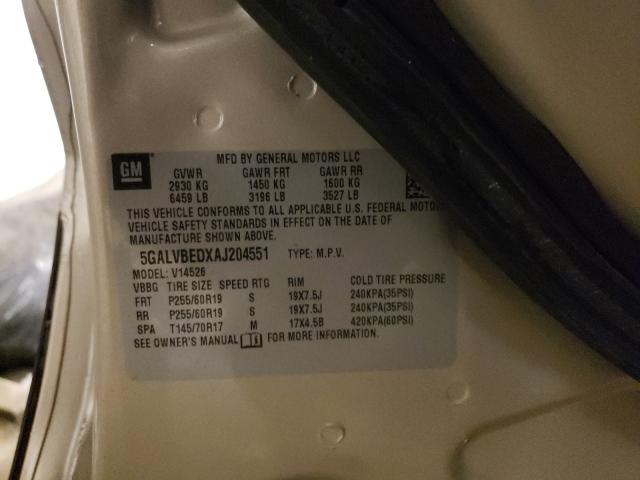 GM
MFD BY GENERAL MOTORS LLC
GVWR GAWR FRT GAWR RR
2930 KG 1450 KG 1600 KG
6459 LB 3196 LB 3527 LB
THIS VEHICLE CONFORMS TO ALL APPLICABLE U.S. FEDERAL MOTOR
VEHICLE SAFETY STANDARDS IN EFFECT ON THE DATE OF
MANUFACTURE SHOWN ABOVE.
5GALVBEDXAJ204551 TYPE: M.P.V.
MODEL: V14526
VBBG TIRE SIZE SPEED RTG RIM COLD TIRE PRESSURE
FRT P255/60R19 S 19X7.5J 240KPA(35PSI)
RR P255/60R19 S 19X7.5J 240KPA(35PSI)
SPA T145/70R17 M 17X4.5B 420KPA(60PSI)
SEE OWNER'S MANUAL FOR MORE INFORMATION.